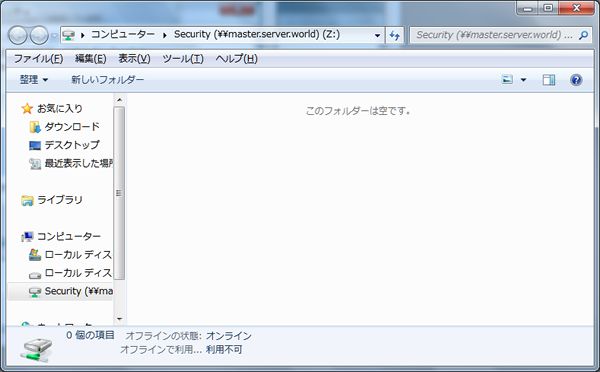 コンピューター ▸ Security (¥¥master.server.world) (Z:)
Security (¥¥master.server.world) ...
ファイル(F) 編集(E) 表示(V) ツール(T) ヘルプ(H)
整理 新しいフォルダー
お気に入り
ダウンロード
デスクトップ
最近表示した場所
ライブラリ
コンピューター
ローカル ディス
ローカル ディス
Security (¥¥ma
このフォルダーは空です。
0 個の項目 オフラインの状態: オンライン
オフラインで利用... 利用不可